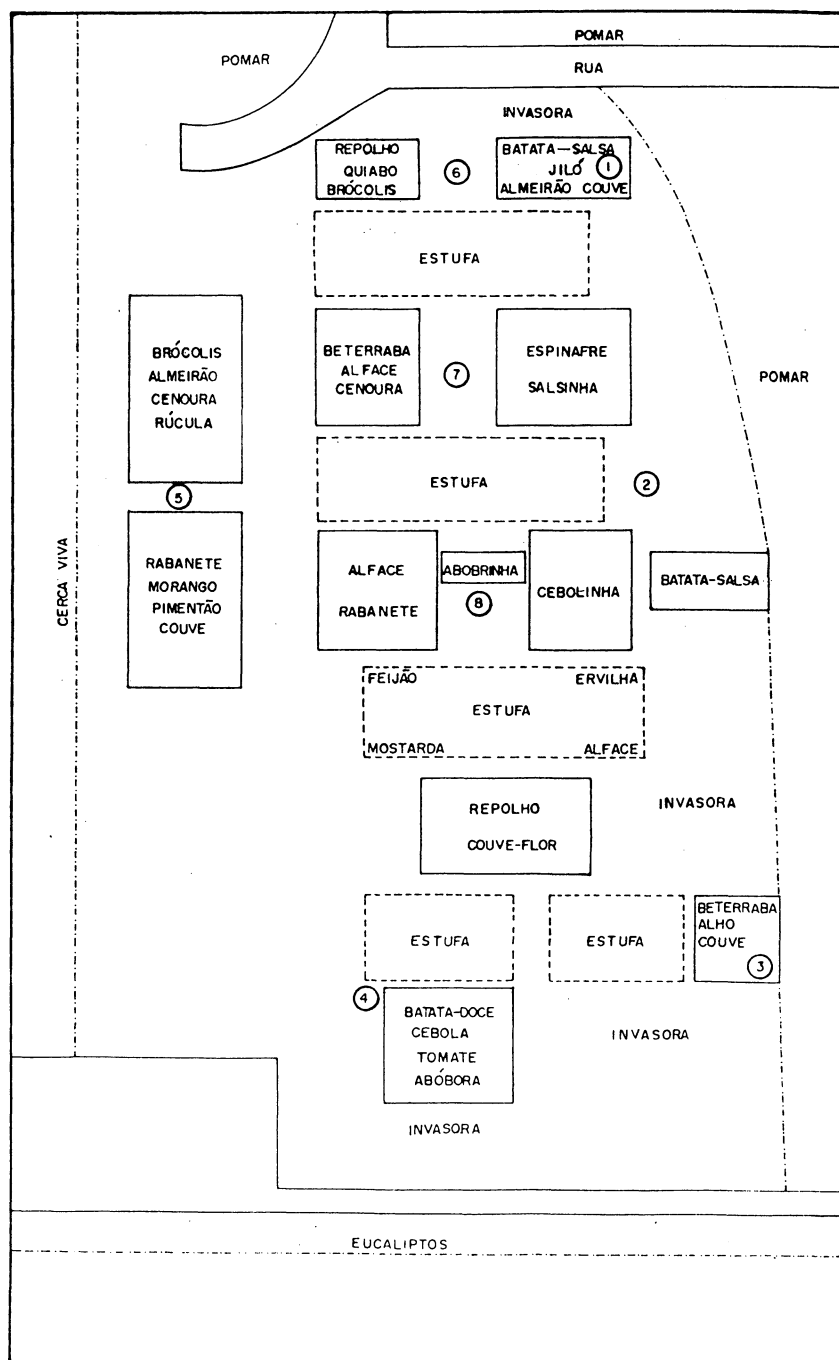 POMAR
POMAR
RUA
INVASORA
REPOLHO
QUIABO
BRÓCOLIS
6
BATATA-SALSA
JILÓ 1
ALMEIRÃO COUVE
ESTUFA
BRÓCOLIS
ALMEIRÃO
CENOURA
RÚCULA
BETERRABA
ALFACE
CENOURA
7
ESPINAFRE
SALSINHA
POMAR
ESTUFA
2
5
RABANETE
MORANGO
PIMENTÃO
COUVE
CERCA VIVA
ALFACE
RABANETE
ABOBRINHA
8
CEBOLINHA
BATATA-SALSA
FEIJÃO ERVILHA
ESTUFA
MOSTARDA ALFACE
REPOLHO
COUVE-FLOR
INVASORA
ESTUFA
ESTUFA
BETERRABA
ALHO
COUVE
3
4
BATATA-DOCE
CEBOLA
TOMATE
ABÓBORA
INVASORA
INVASORA
EUCALIPTOS